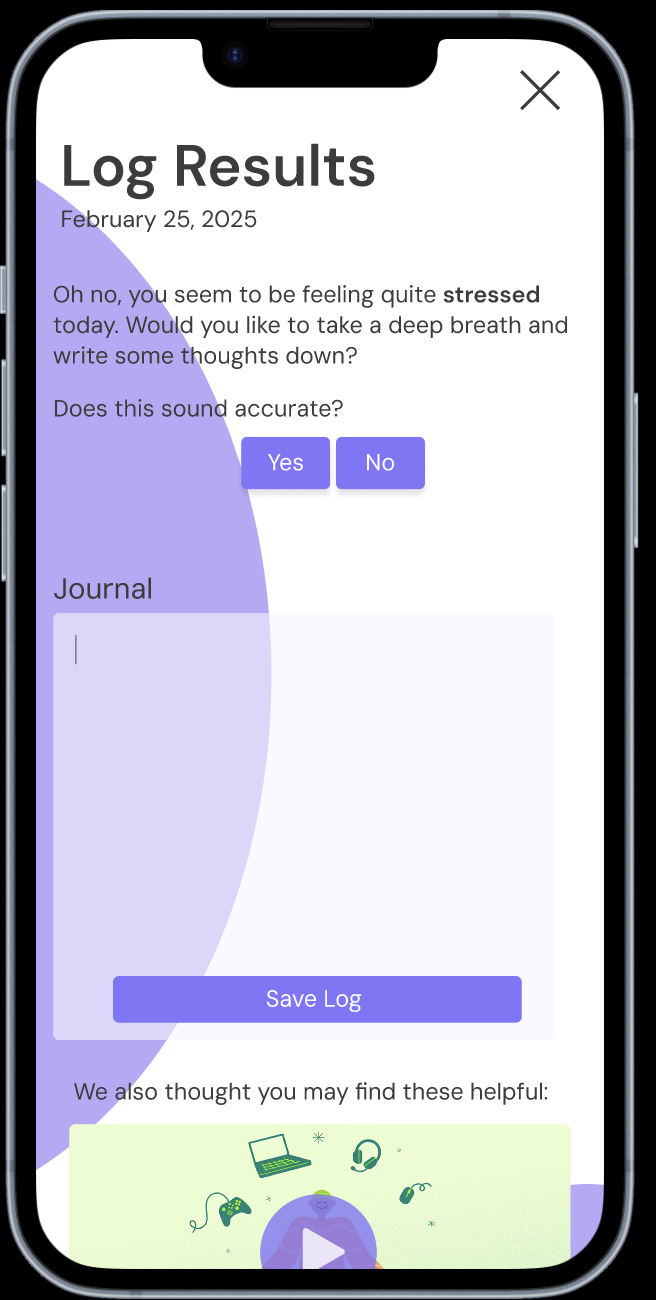 Log Results
February 25, 2025
Oh no, you seem to be feeling quite stressed
today. Would you like to take a deep breath and
write some thoughts down?
Does this sound accurate?
Yes No
Journal
Save Log
We also thought you may find these helpful: